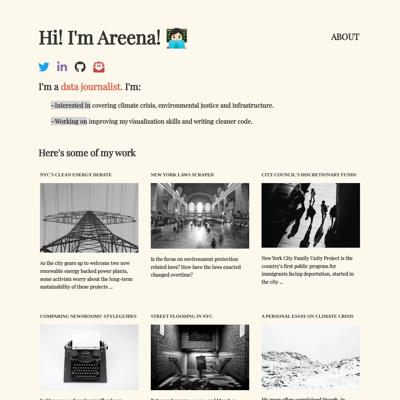 Hi! I'm Areena!
ABOUT
I'm a data journalist. I'm:
~Interested in covering climate crisis, environmental justice and infrastructure.
~Working on improving my visualization skills and writing cleaner code.
Here's some of my work
NYC'S CLEAN ENERGY DEBATE
As the city gears up to welcome two new
renewable energy backed power plants,
some activists worry about the long-term
sustainability of these projects ...
NEW YORK LAWS SCRAPED
Is the focus on environment protection
related laws? How have the laws enacted
changed overtime?
CITY COUNCIL'S DISCRETIONARY FUNDS
New York City Family Unity Project is the
country's first public program for
immigrants facing deportation, started in
the city ...
COMPARING NEWSROOMS' STYLEGUIDES
STREET FLOODING IN NYC
A PERSONAL ESSAY ON CLIMATE CRISIS